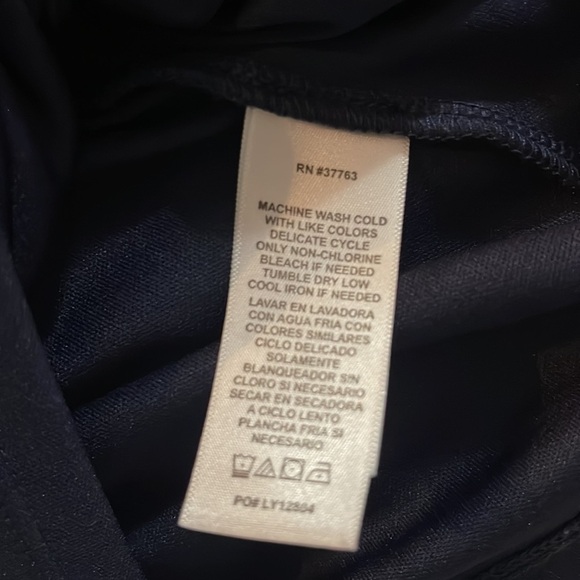 RN #37763
MACHINE WASH COLD
WITH LIKE COLORS
DELICATE CYCLE
ONLY NON-CHLORINE
BLEACH IF NEEDED
TUMBLE DRY LOW
COOL IRON IF NEEDED
LAVAR EN LAVADORA
CON AGUA FRIA CON
COLORES SIMILARES
CICLO DELICADO
SOLAMENTE
BLANQUEADOR SIN
CLORO SI NECESARIO
SECAR EN SECADORA
A CICLO LENTO
PLANCHA FRIA SI
NECESARIO
PO#